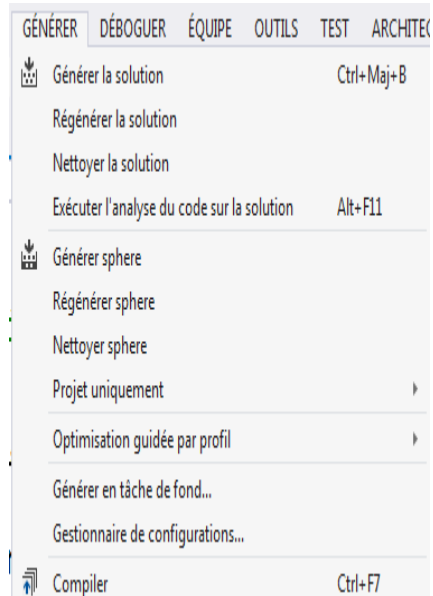 GÉNÉRER DÉBOGUER ÉQUIPE OUTILS TEST ARCHITEC
Générer la solution Ctrl+Maj+B
Régénérer la solution
Nettoyer la solution
Exécuter l'analyse du code sur la solution Alt+F11
Générer sphere
Régénérer sphere
Nettoyer sphere
Projet uniquement
Optimisation guidée par profil
Générer en tâche de fond...
Gestionnaire de configurations...
Compiler Ctrl+F7